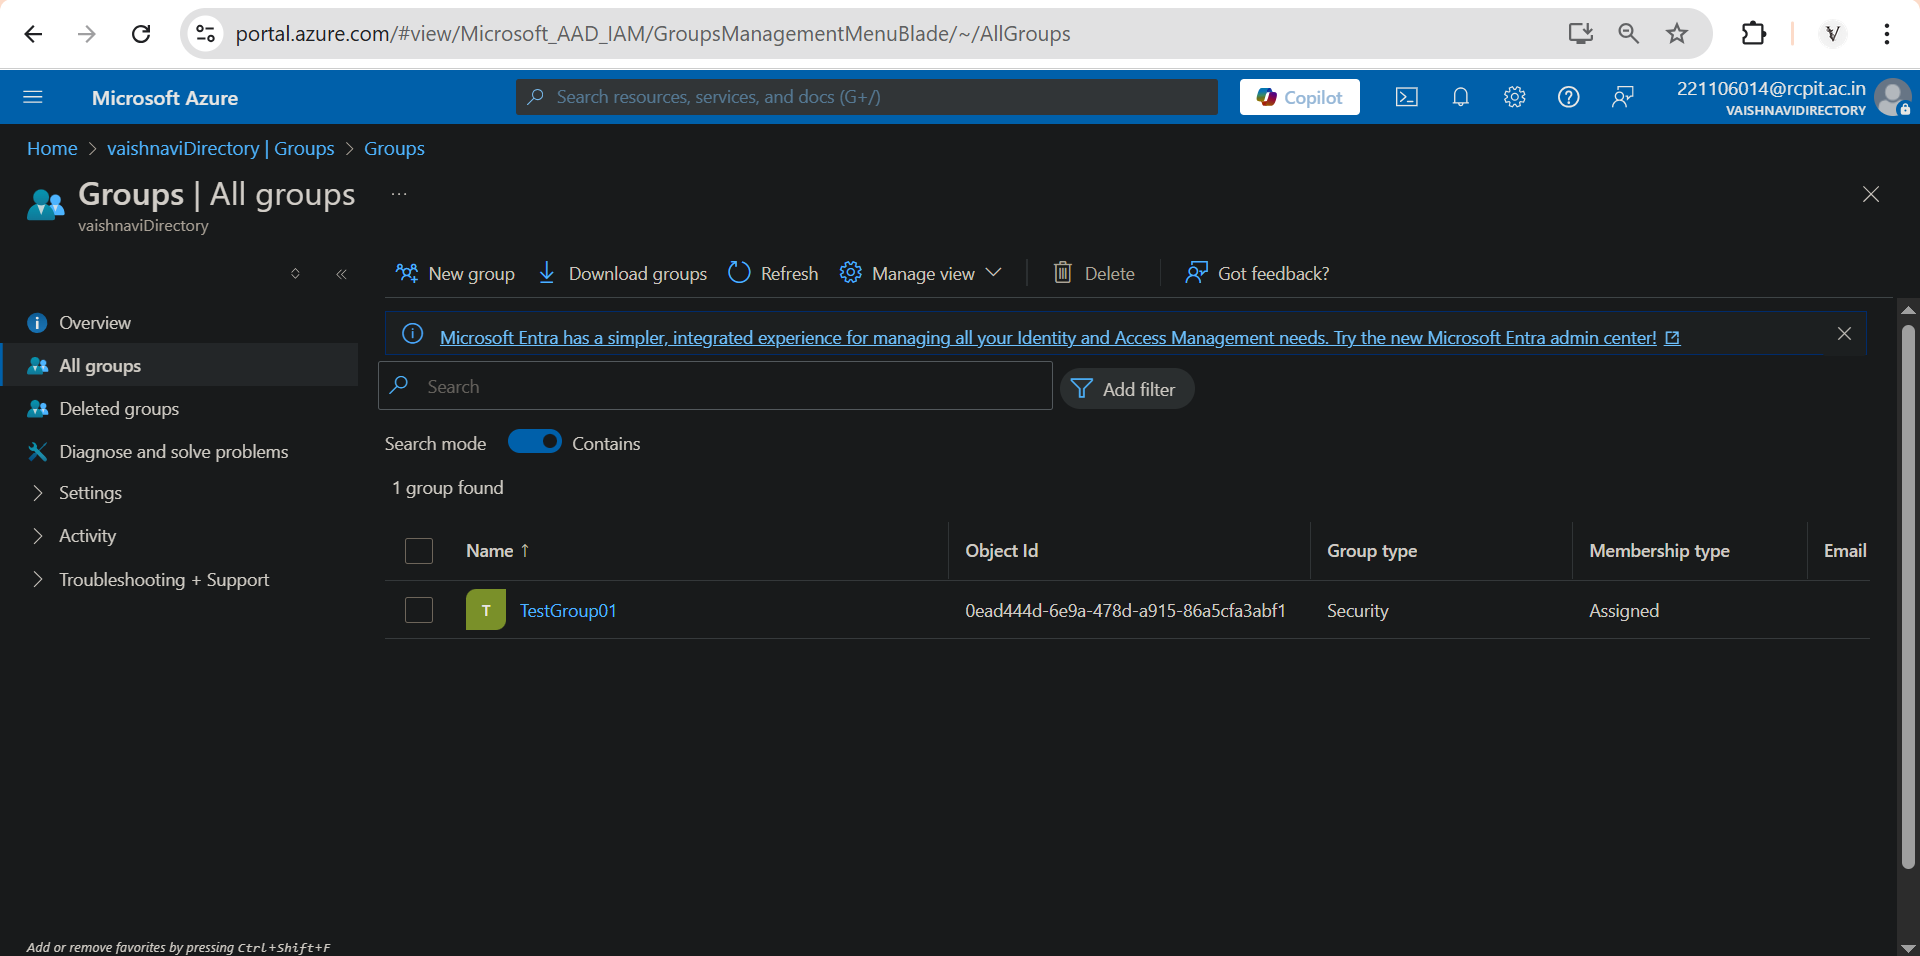 portal.azure.com/#view/Microsoft_AAD_IAM/GroupsManagementMenuBlade/~/AllGroups
Microsoft Azure
Search resources, services, and docs (G+/)
Copilot
221106014@rcpit.ac.in
VAISHNAVIDIRECTORY
Home > vaishnaviDirectory | Groups > Groups
Groups | All groups ...
vaishnaviDirectory
New group
Download groups
Refresh
Manage view
Delete
Got feedback?
Overview
All groups
Deleted groups
Diagnose and solve problems
Settings
Activity
Troubleshooting + Support
Microsoft Entra has a simpler, integrated experience for managing all your Identity and Access Management needs. Try the new Microsoft Entra admin center!
Search
Add filter
Search mode Contains
1 group found
Name ↑ Object Id Group type Membership type Email
T TestGroup01 0ead444d-6e9a-478d-a915-86a5cfa3abf1 Security Assigned
Add or remove favorites by pressing Ctrl+Shift+F